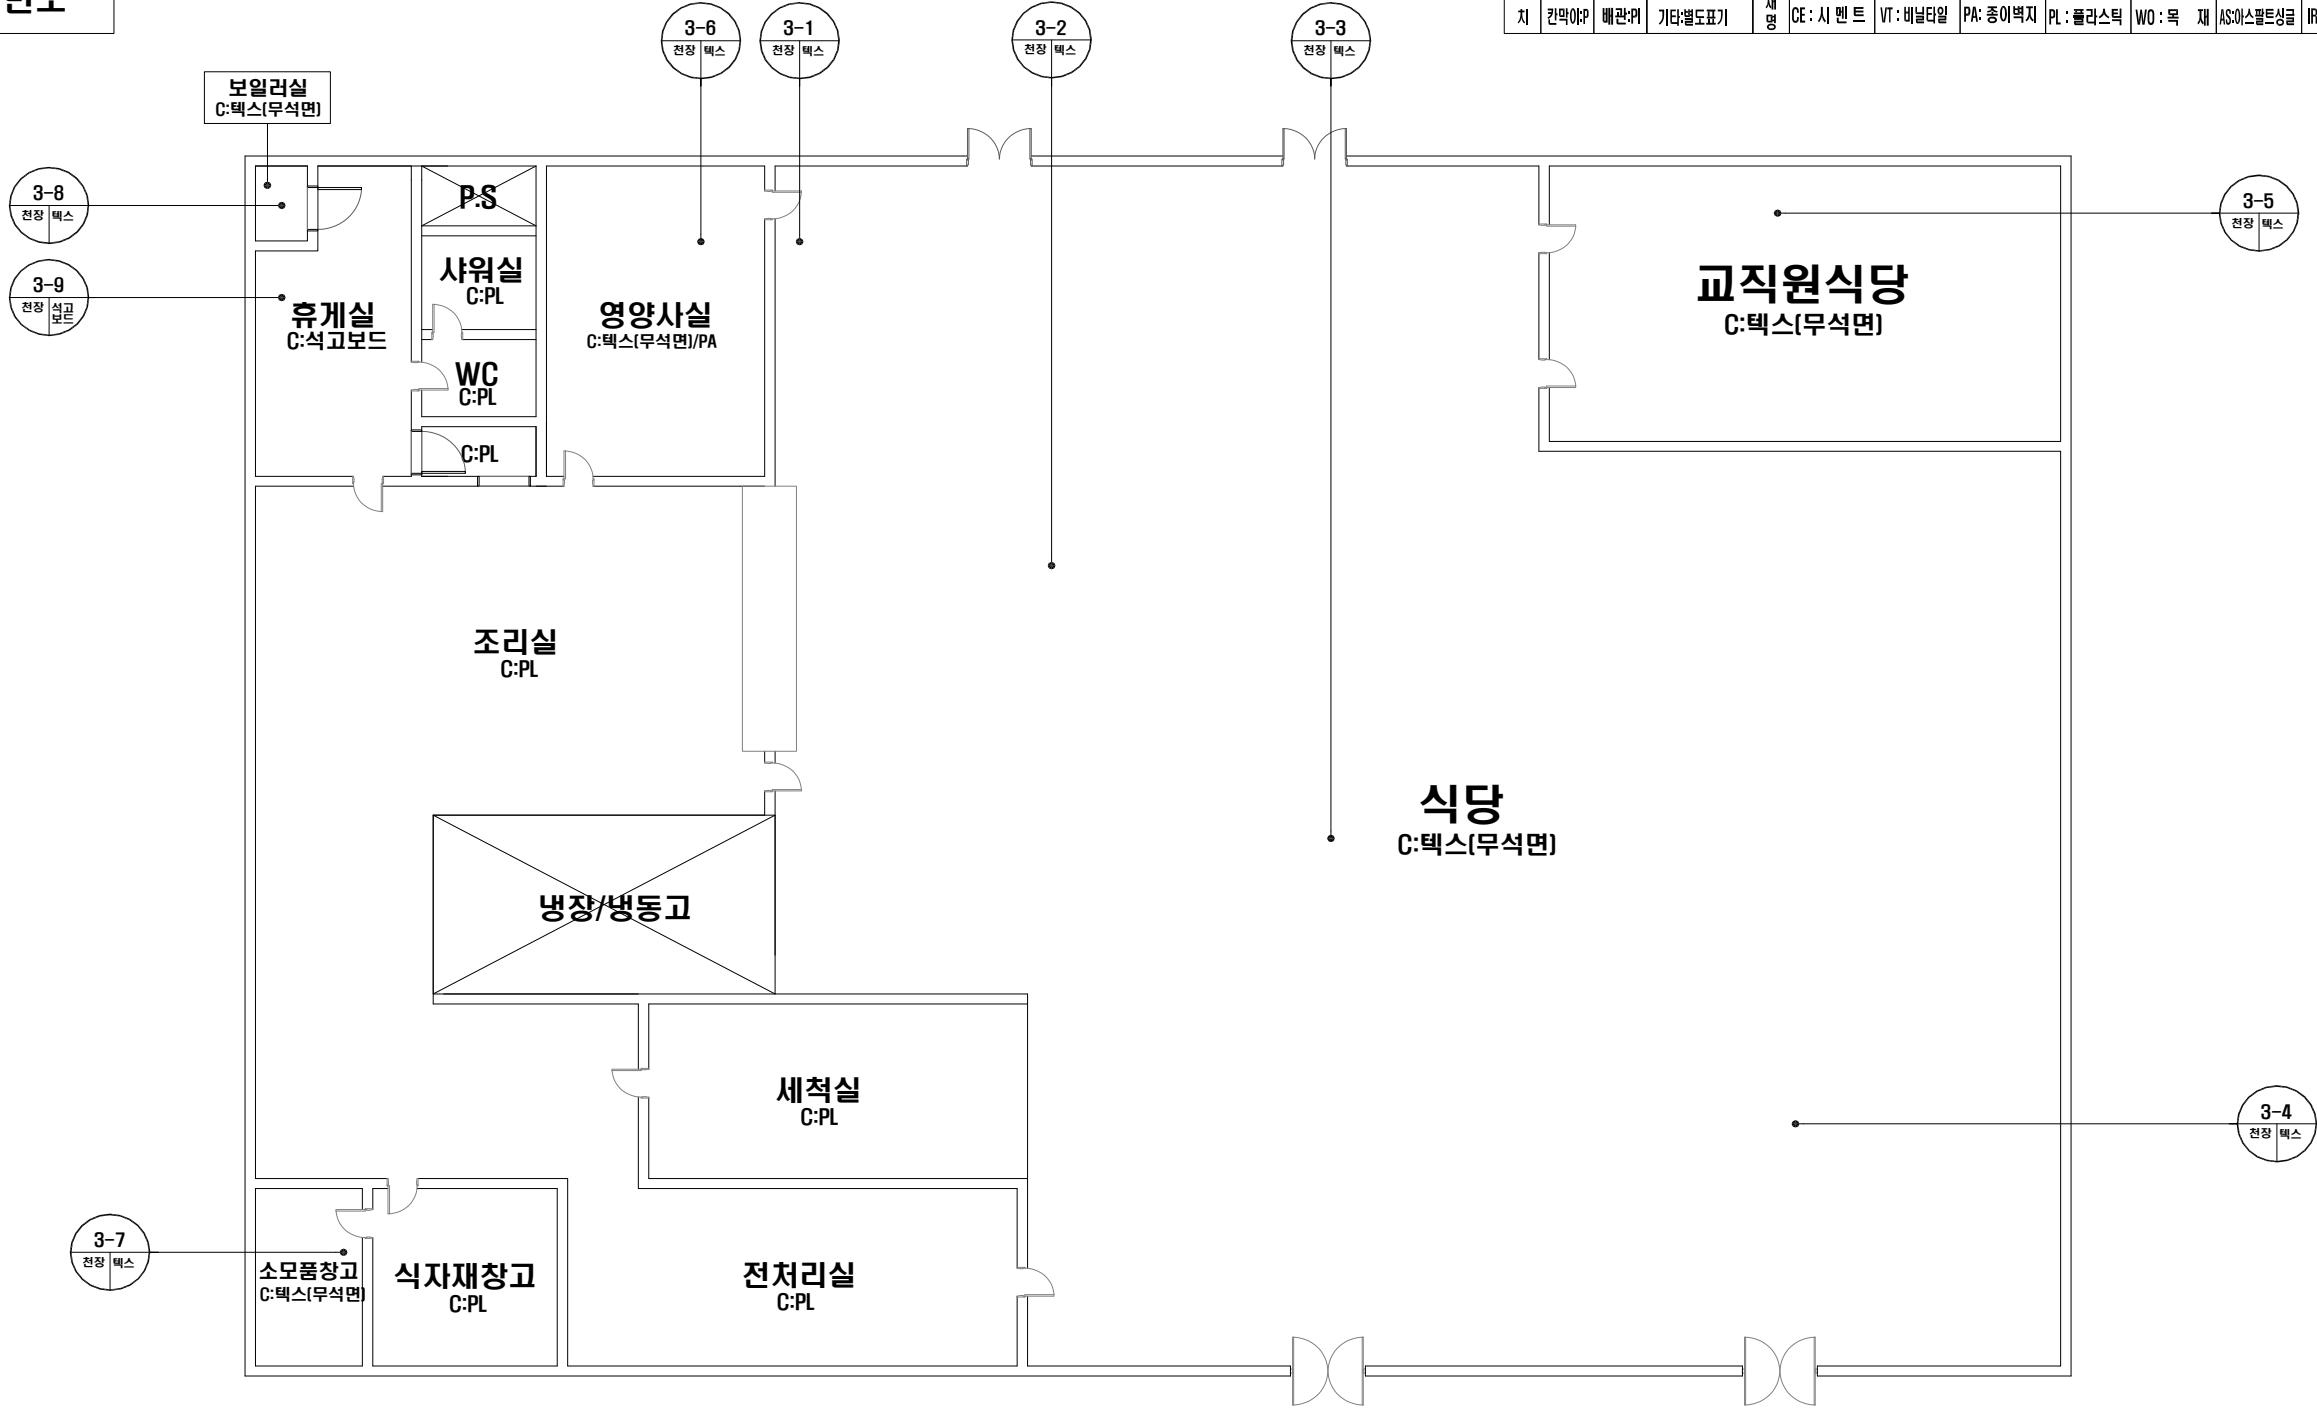 치 칸막이:P 배관:PI 기타:별도표기 재명 CE : 시 멘 트 VT : 비닐타일 PA: 종이벽지 PL : 플라스틱 WO : 목 재 AS:아스팔트싱글
3-6
천장 텍스
3-1
천장 텍스
3-2
천장 텍스
3-3
천장 텍스
보일러실
C:텍스(무석면)
3-8
천장 텍스
P.S
3-5
천장 텍스
샤워실
C:PL
3-9
천장 석고보드
휴게실
C:석고보드
영양사실
C:텍스(무석면)/PA
교직원식당
C:텍스(무석면)
WC
C:PL
C:PL
조리실
C:PL
식당
C:텍스(무석면)
냉장/냉동고
세척실
C:PL
3-4
천장 텍스
3-7
천장 텍스
소모품창고
C:텍스(무석면)
식자재창고
C:PL
전처리실
C:PL